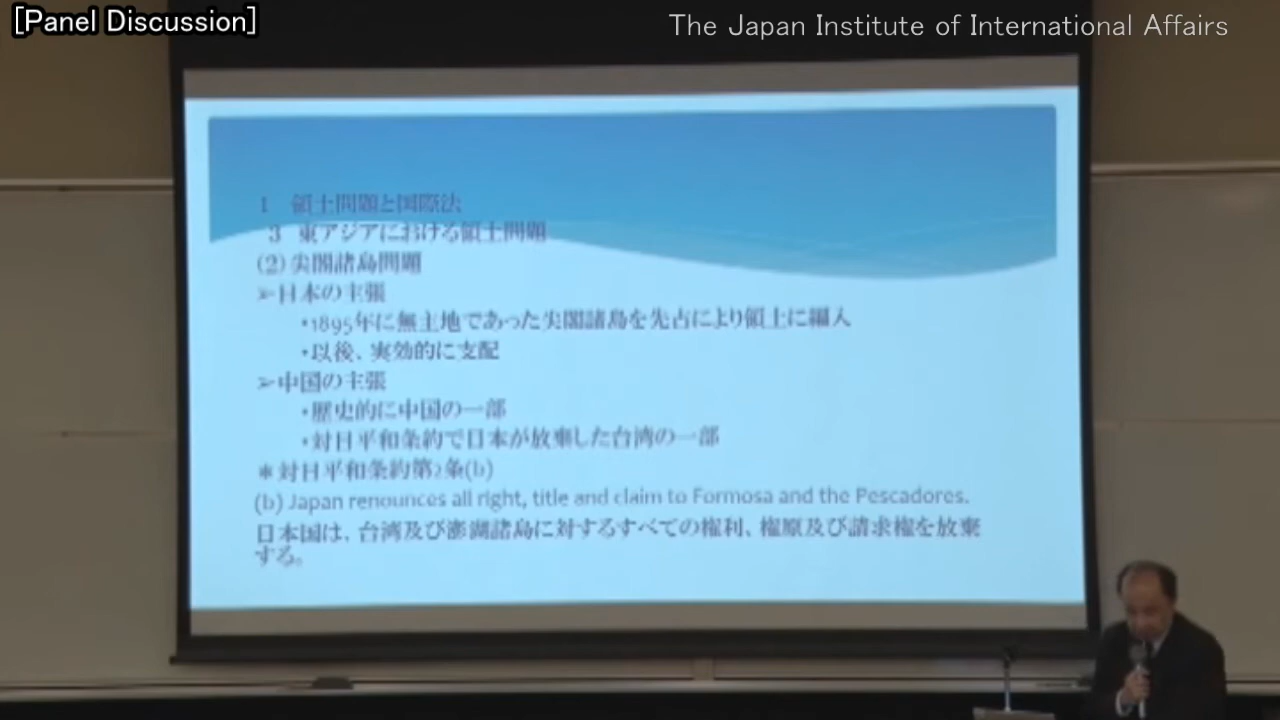 [Panel Discussion]
The Japan Institute of International Affairs
1 領土問題と国際法
3 東アジアにおける領土問題
(2)尖閣諸島問題
➢日本の主張
・1895年に無主地であった尖閣諸島を先占により領土に編入
・以後、実効的に支配
➢中国の主張
・歴史的に中国の一部
・対日平和条約で日本が放棄した台湾の一部
＊対日平和条約第2条(b)
(b) Japan renounces all right, title and claim to Formosa and the Pescadores.
日本国は、台湾及び澎湖諸島に対するすべての権利、権原及び請求権を放棄
する。